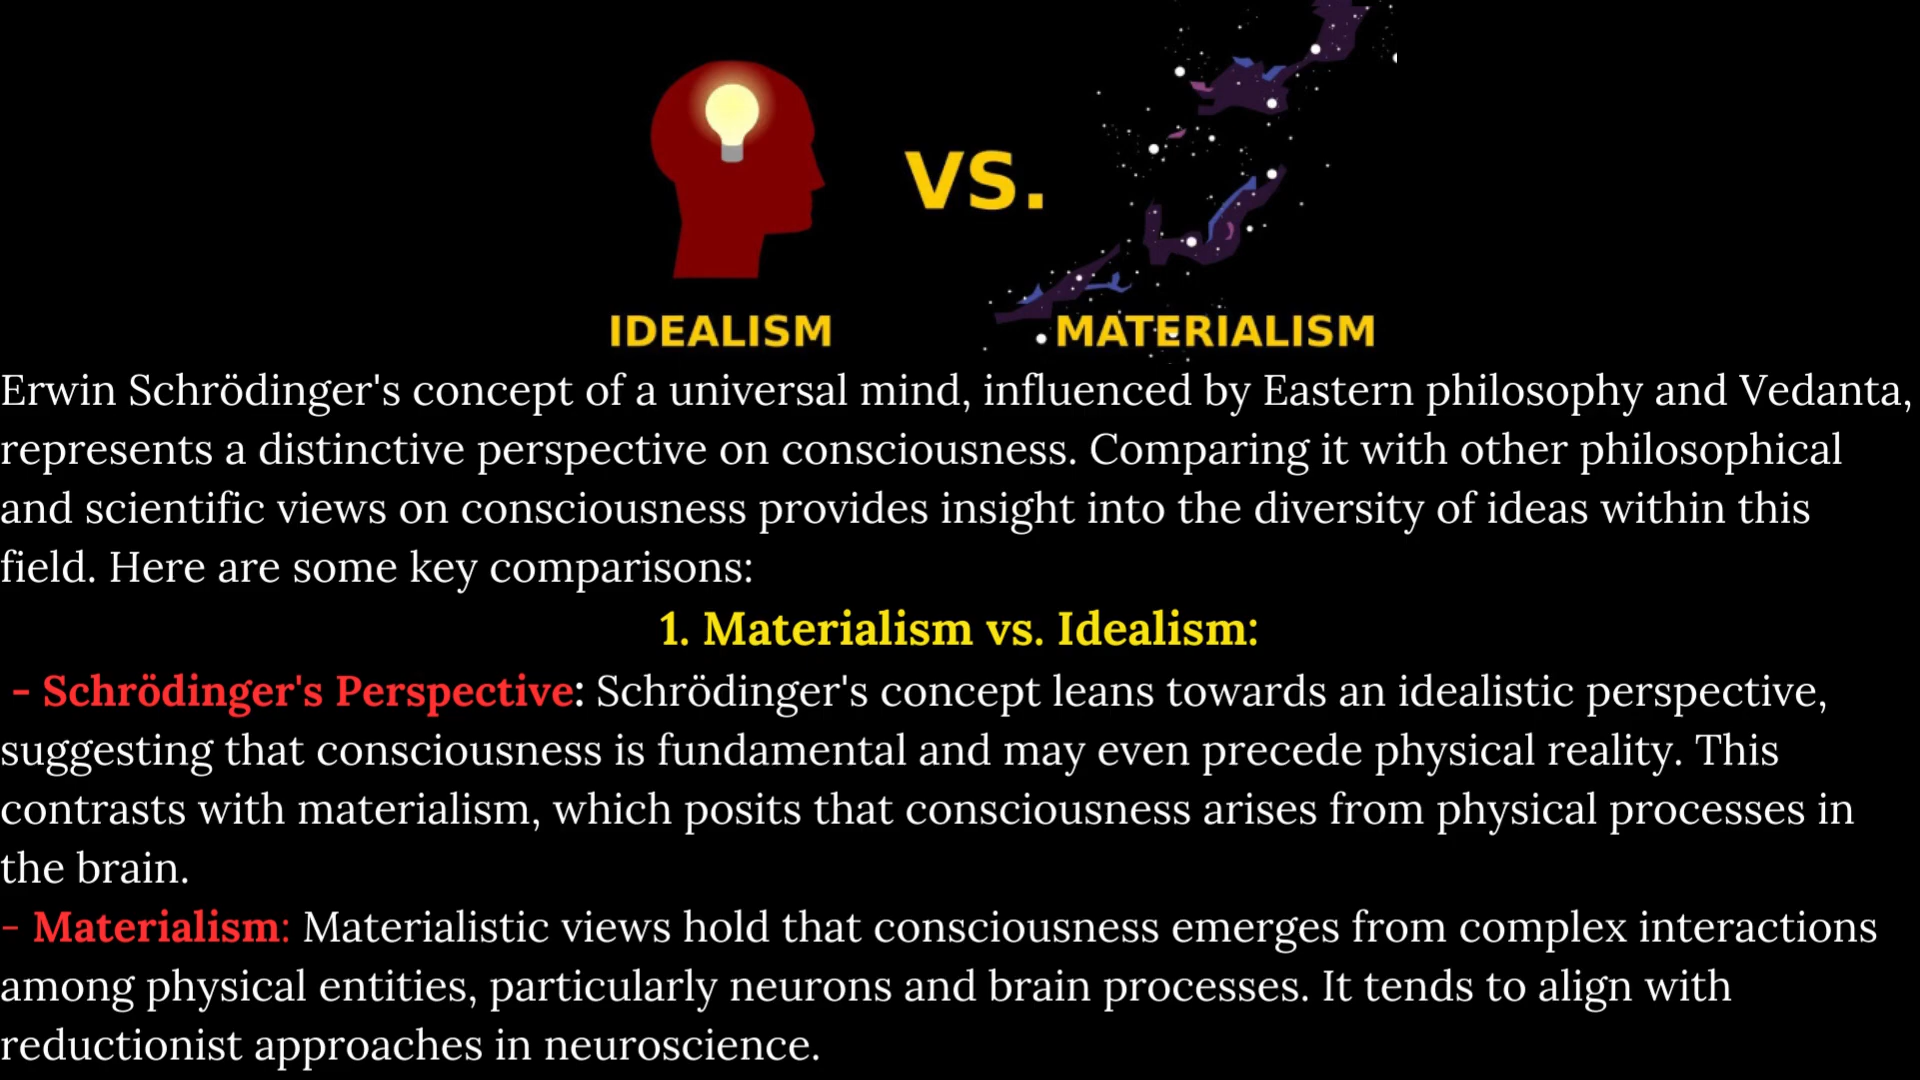 VS.
IDEALISM
MATERIALISM
Erwin Schrödinger's concept of a universal mind, influenced by Eastern philosophy and Vedanta,
represents a distinctive perspective on consciousness. Comparing it with other philosophical
and scientific views on consciousness provides insight into the diversity of ideas within this
field. Here are some key comparisons:
1. Materialism vs. Idealism:
- Schrödinger's Perspective: Schrödinger's concept leans towards an idealistic perspective,
suggesting that consciousness is fundamental and may even precede physical reality. This
contrasts with materialism, which posits that consciousness arises from physical processes in
the brain.
- Materialism: Materialistic views hold that consciousness emerges from complex interactions
among physical entities, particularly neurons and brain processes. It tends to align with
reductionist approaches in neuroscience.